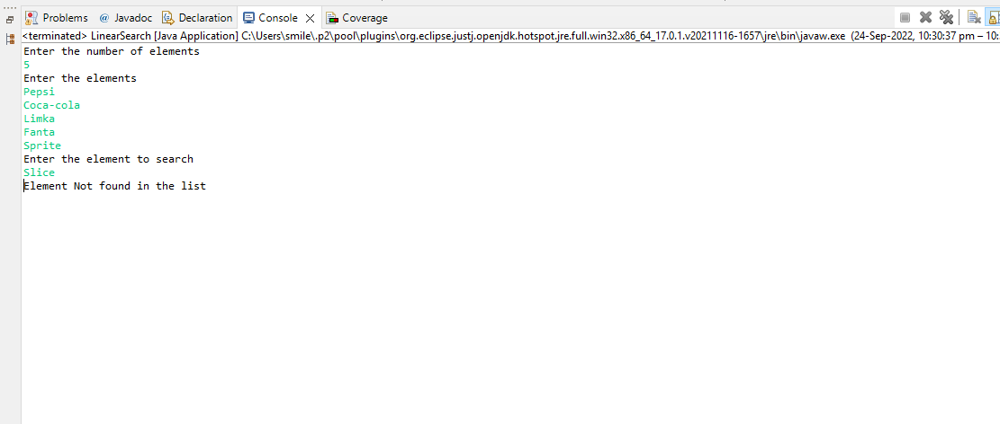 Problems @ Javadoc Declaration Console Coverage
<terminated> LinearSearch [Java Application] C:\Users\smile\.p2\pool\plugins\org.eclipse.justj.openjdk.hotspot.jre.full.win32.x86_64_17.0.1.v20211116-1657\jre\bin\javaw.exe (24-Sep-2022, 10:30:37 pm – 10:
Enter the number of elements
5
Enter the elements
Pepsi
Coca-cola
Limka
Fanta
Sprite
Enter the element to search
Slice
Element Not found in the list